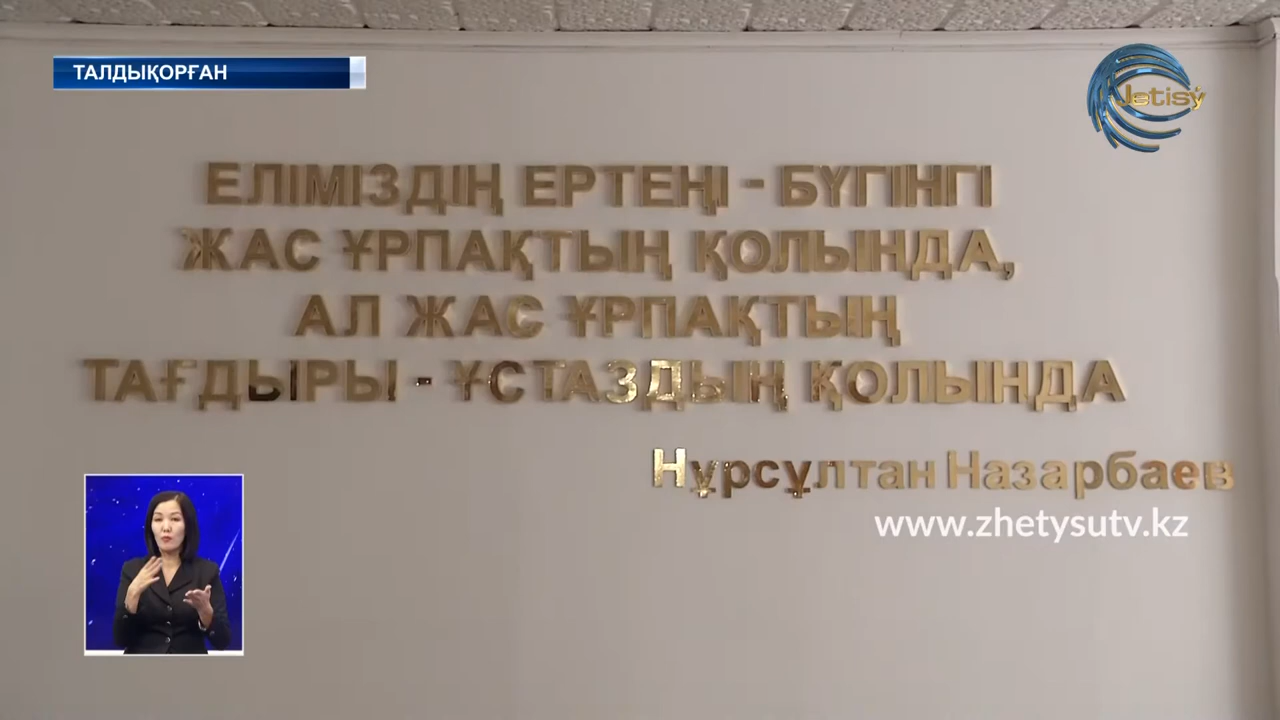 ТАЛДЫҚОРҒАН
Jetisý
ЕЛІМІЗДІҢ ЕРТЕҢІ - БҮГІНГІ
ЖАС ҰРПАҚТЫҢ ҚОЛЫНДА,
АЛ ЖАС ҰРПАҚТЫҢ
ТАҒДЫРЫ - ҰСТАЗДЫҢ ҚОЛЫНДА
Нұрсұлтан Назарбаев
www.zhetysutv.kz